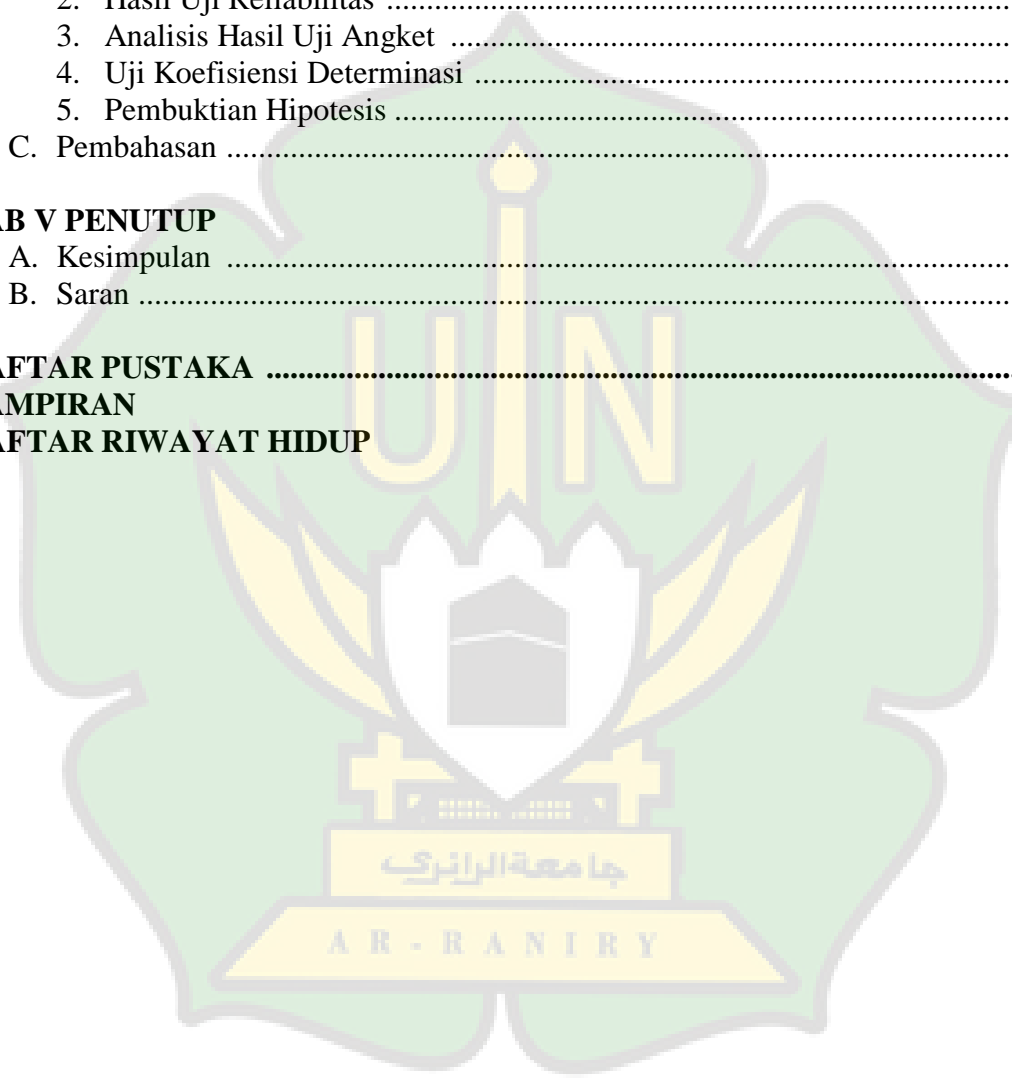 2. Hasil Uji Reliabilitas ........................................................................
3. Analisis Hasil Uji Angket ........................................................................
4. Uji Koefisiensi Determinasi ........................................................................
5. Pembuktian Hipotesis ........................................................................
C. Pembahasan ........................................................................
AB V PENUTUP
A. Kesimpulan ........................................................................
B. Saran ........................................................................
AFTAR PUSTAKA ........................................................................
AMPIRAN
AFTAR RIWAYAT HIDUP
UIN
جامعة الرانري
AR-RANIRY